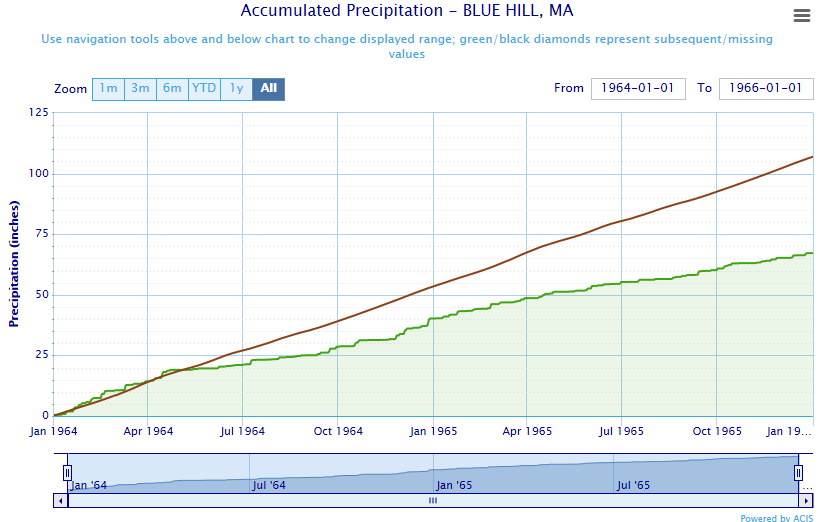 Accumulated Precipitation – BLUE HILL, MA
Use navigation tools above and below chart to change displayed range; green/black diamonds represent subsequent/missing
values
Zoom 1m 3m 6m YTD 1y All From 1964-01-01 To 1966-01-01
125
100
75
50
25
0
Precipitation (inches)
Jan 1964 Apr 1964 Jul 1964 Oct 1964 Jan 1965 Apr 1965 Jul 1965 Oct 1965 Jan 19...
Jan '64 Jul '64 Jan '65 Jul '65 ...
Powered by ACIS